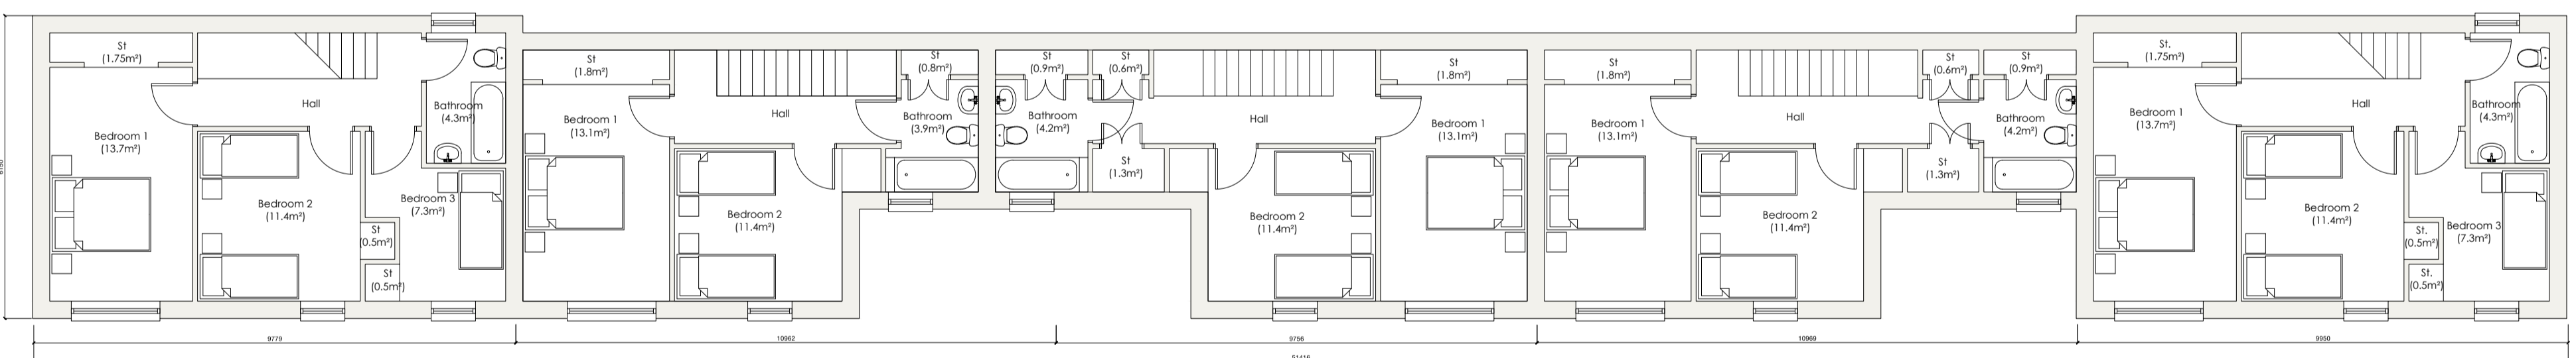 St
(1.75m²)
Hall
Bathroom
(4.3m²)
Bedroom 1
(13.7m²)
Bedroom 2
(11.4m²)
Bedroom 3
(7.3m²)
St
(0.5m²)
St
(0.5m²)
St
(1.8m²)
Bedroom 1
(13.1m²)
Hall
St
(0.8m²)
Bathroom
(3.9m²)
Bedroom 2
(11.4m²)
St
(0.9m²)
St
(0.6m²)
Bathroom
(4.2m²)
St
(1.3m²)
Hall
Bedroom 2
(11.4m²)
St
(1.8m²)
Bedroom 1
(13.1m²)
St
(1.8m²)
Bedroom 1
(13.1m²)
Hall
Bedroom 2
(11.4m²)
St
(0.6m²)
St
(0.9m²)
Bathroom
(4.2m²)
St
(1.3m²)
St.
(1.75m²)
Bedroom 1
(13.7m²)
Hall
Bathroom
(4.3m²)
Bedroom 2
(11.4m²)
Bedroom 3
(7.3m²)
St.
(0.5m²)
St.
(0.5m²)
9779
10962
9756
10969
9950